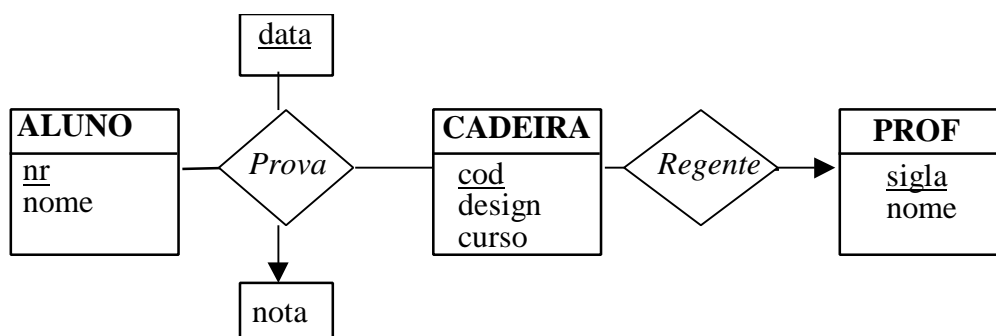 data
ALUNO
nr
nome
Prova
CADEIRA
cod
design
curso
Regente
PROF
sigla
nome
nota